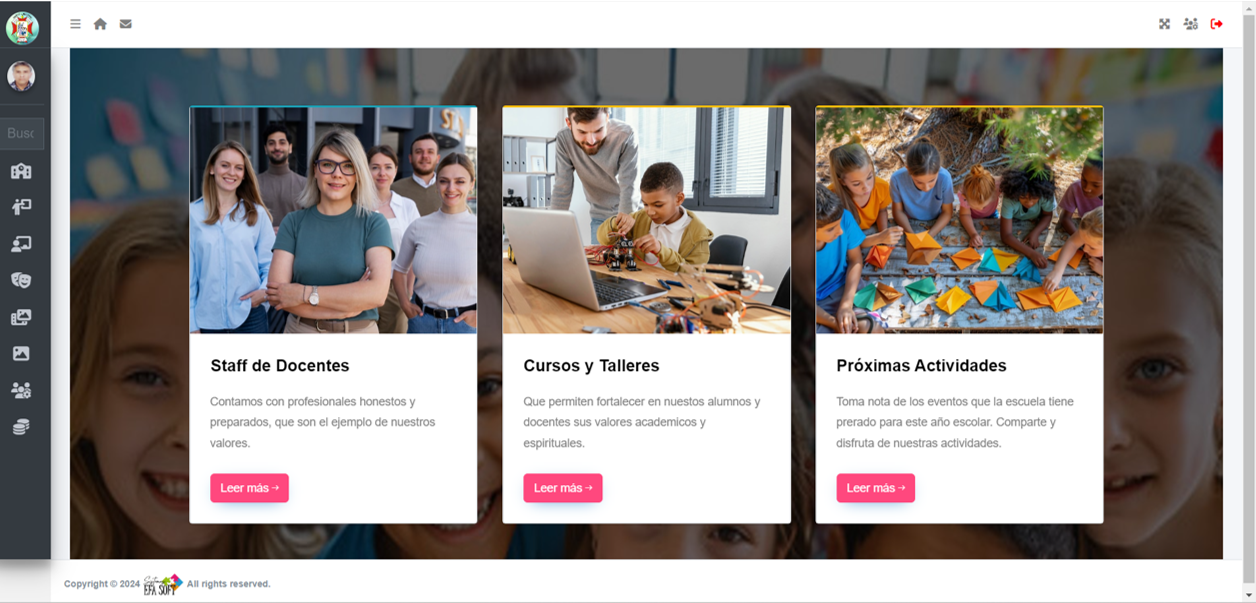 Busc
Staff de Docentes
Contamos con profesionales honestos y
preparados, que son el ejemplo de nuestros
valores.
Leer más→
Cursos y Talleres
Que permiten fortalecer en nuestos alumnos y
docentes sus valores academicos y
espirituales.
Leer más→
Próximas Actividades
Toma nota de los eventos que la escuela tiene
prerado para este año escolar. Comparte y
disfruta de nuestras actividades.
Leer más→
Copyright © 2024 EFA SOFT All rights reserved.